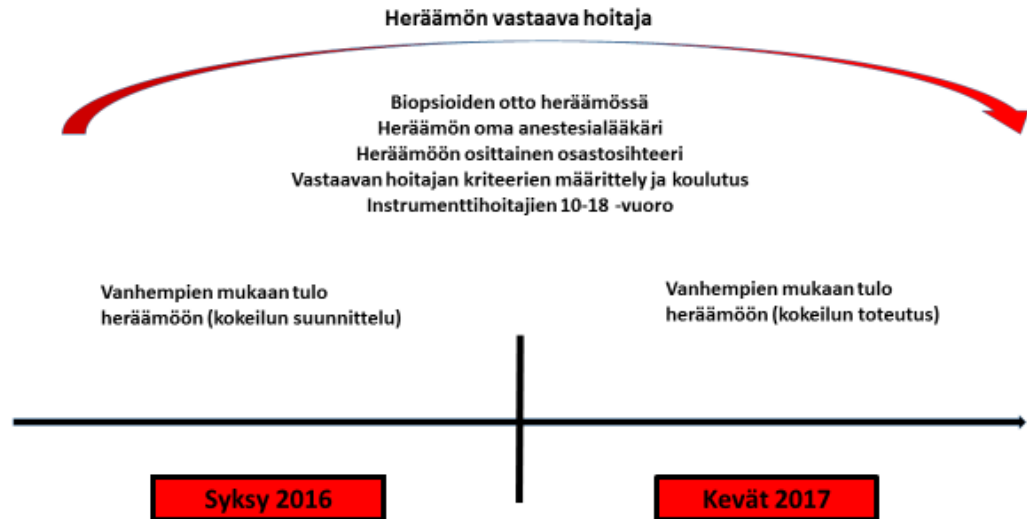 Heräämön vastaava hoitaja
Biopsioiden otto heräämössä
Heräämön oma anestesialääkäri
Heräämöön osittainen osastosihteeri
Vastaavan hoitajan kriteerien määrittely ja koulutus
Instrumenttihoitajien 10-18 -vuoro
Vanhempien mukaan tulo
heräämöön (kokeilun suunnittelu)
Vanhempien mukaan tulo
heräämöön (kokeilun toteutus)
Syksy 2016
Kevät 2017